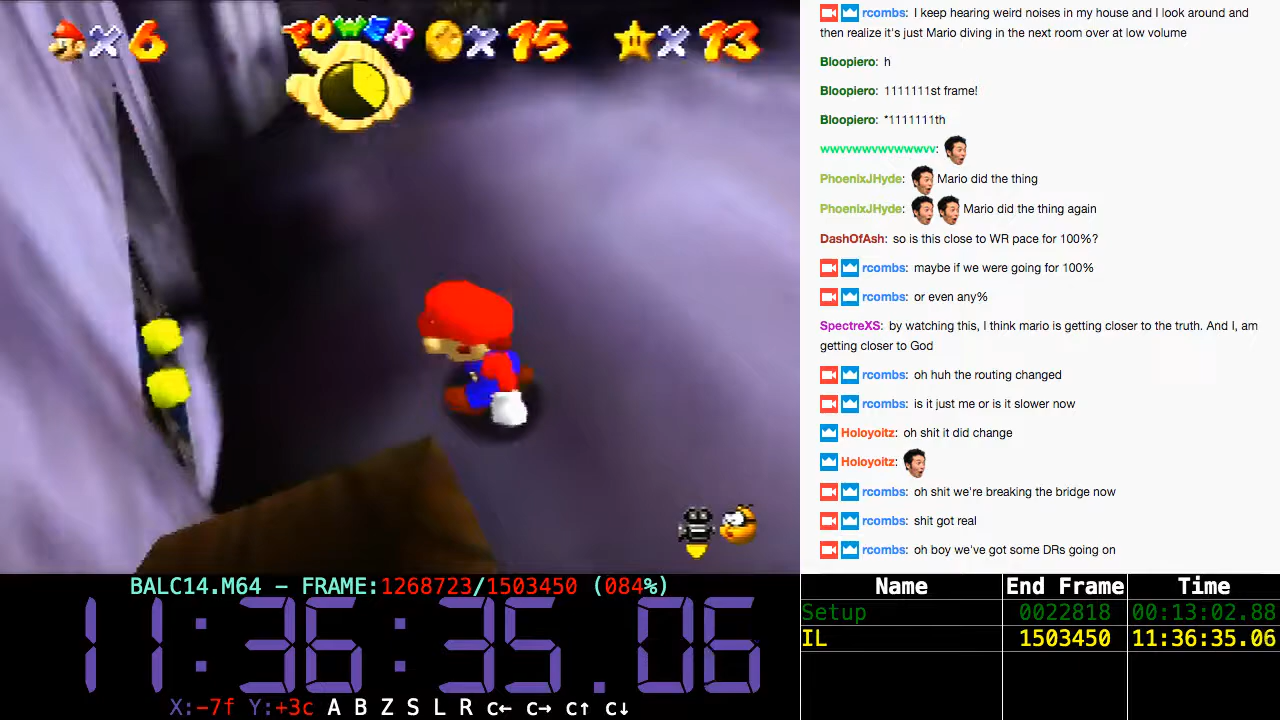 x 6 POWER x 15 x 13
rcombs: I keep hearing weird noises in my house and I look around and
then realize it's just Mario diving in the next room over at low volume
Bloopiero: h
Bloopiero: 1111111st frame!
Bloopiero: *1111111th
wwvwwvwvwwwvv:
PhoenixJHyde: Mario did the thing
PhoenixJHyde: Mario did the thing again
DashOfAsh: so is this close to WR pace for 100%?
rcombs: maybe if we were going for 100%
rcombs: or even any%
SpectreXS: by watching this, I think mario is getting closer to the truth. And I, am
getting closer to God
rcombs: oh huh the routing changed
rcombs: is it just me or is it slower now
Holoyoitz: oh shit it did change
Holoyoitz:
rcombs: oh shit we're breaking the bridge now
rcombs: shit got real
rcombs: oh boy we've got some DRs going on
BALC14.M64 - FRAME:1268723/1503450 (084%)
11:36:35.06
X:-7f Y:+3c A B Z S L R C← C→ C↑ C↓
Name End Frame Time
Setup 0022818 00:13:02.88
IL 1503450 11:36:35.06